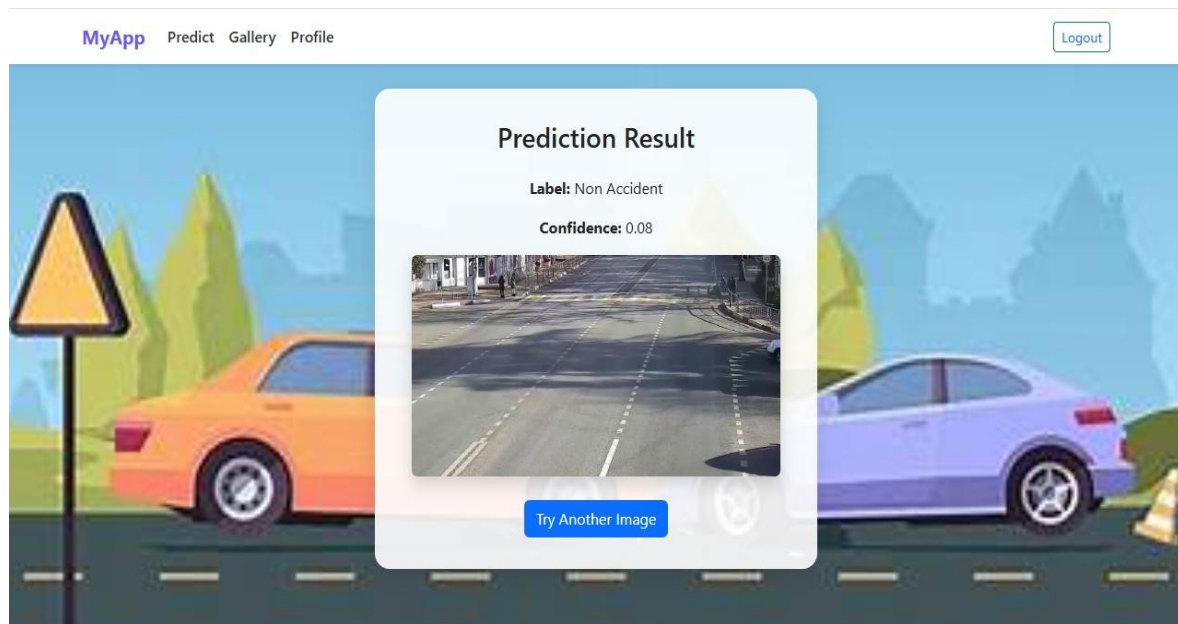 MyApp Predict Gallery Profile Logout
Prediction Result
Label: Non Accident
Confidence: 0.08
Try Another Image